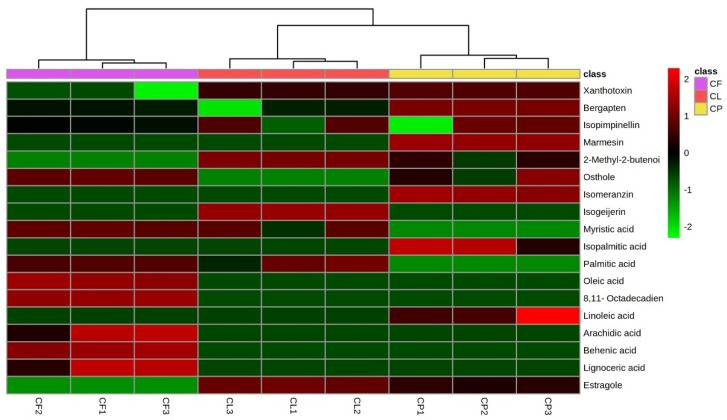 class
class
Xanthotoxin
Bergapten
Isopimpinellin
Marmesin
2-Methyl-2-butenoi
Osthole
Isomeranzin
Isogeijerin
Myristic acid
Isopalmitic acid
Palmitic acid
Oleic acid
8,11- Octadecadien
Linoleic acid
Arachidic acid
Behenic acid
Lignoceric acid
Estragole
2
1
0
-1
-2
CF
CL
CP
CF2
CF1
CF3
CL3
CL1
CL2
CP1
CP2
CP3